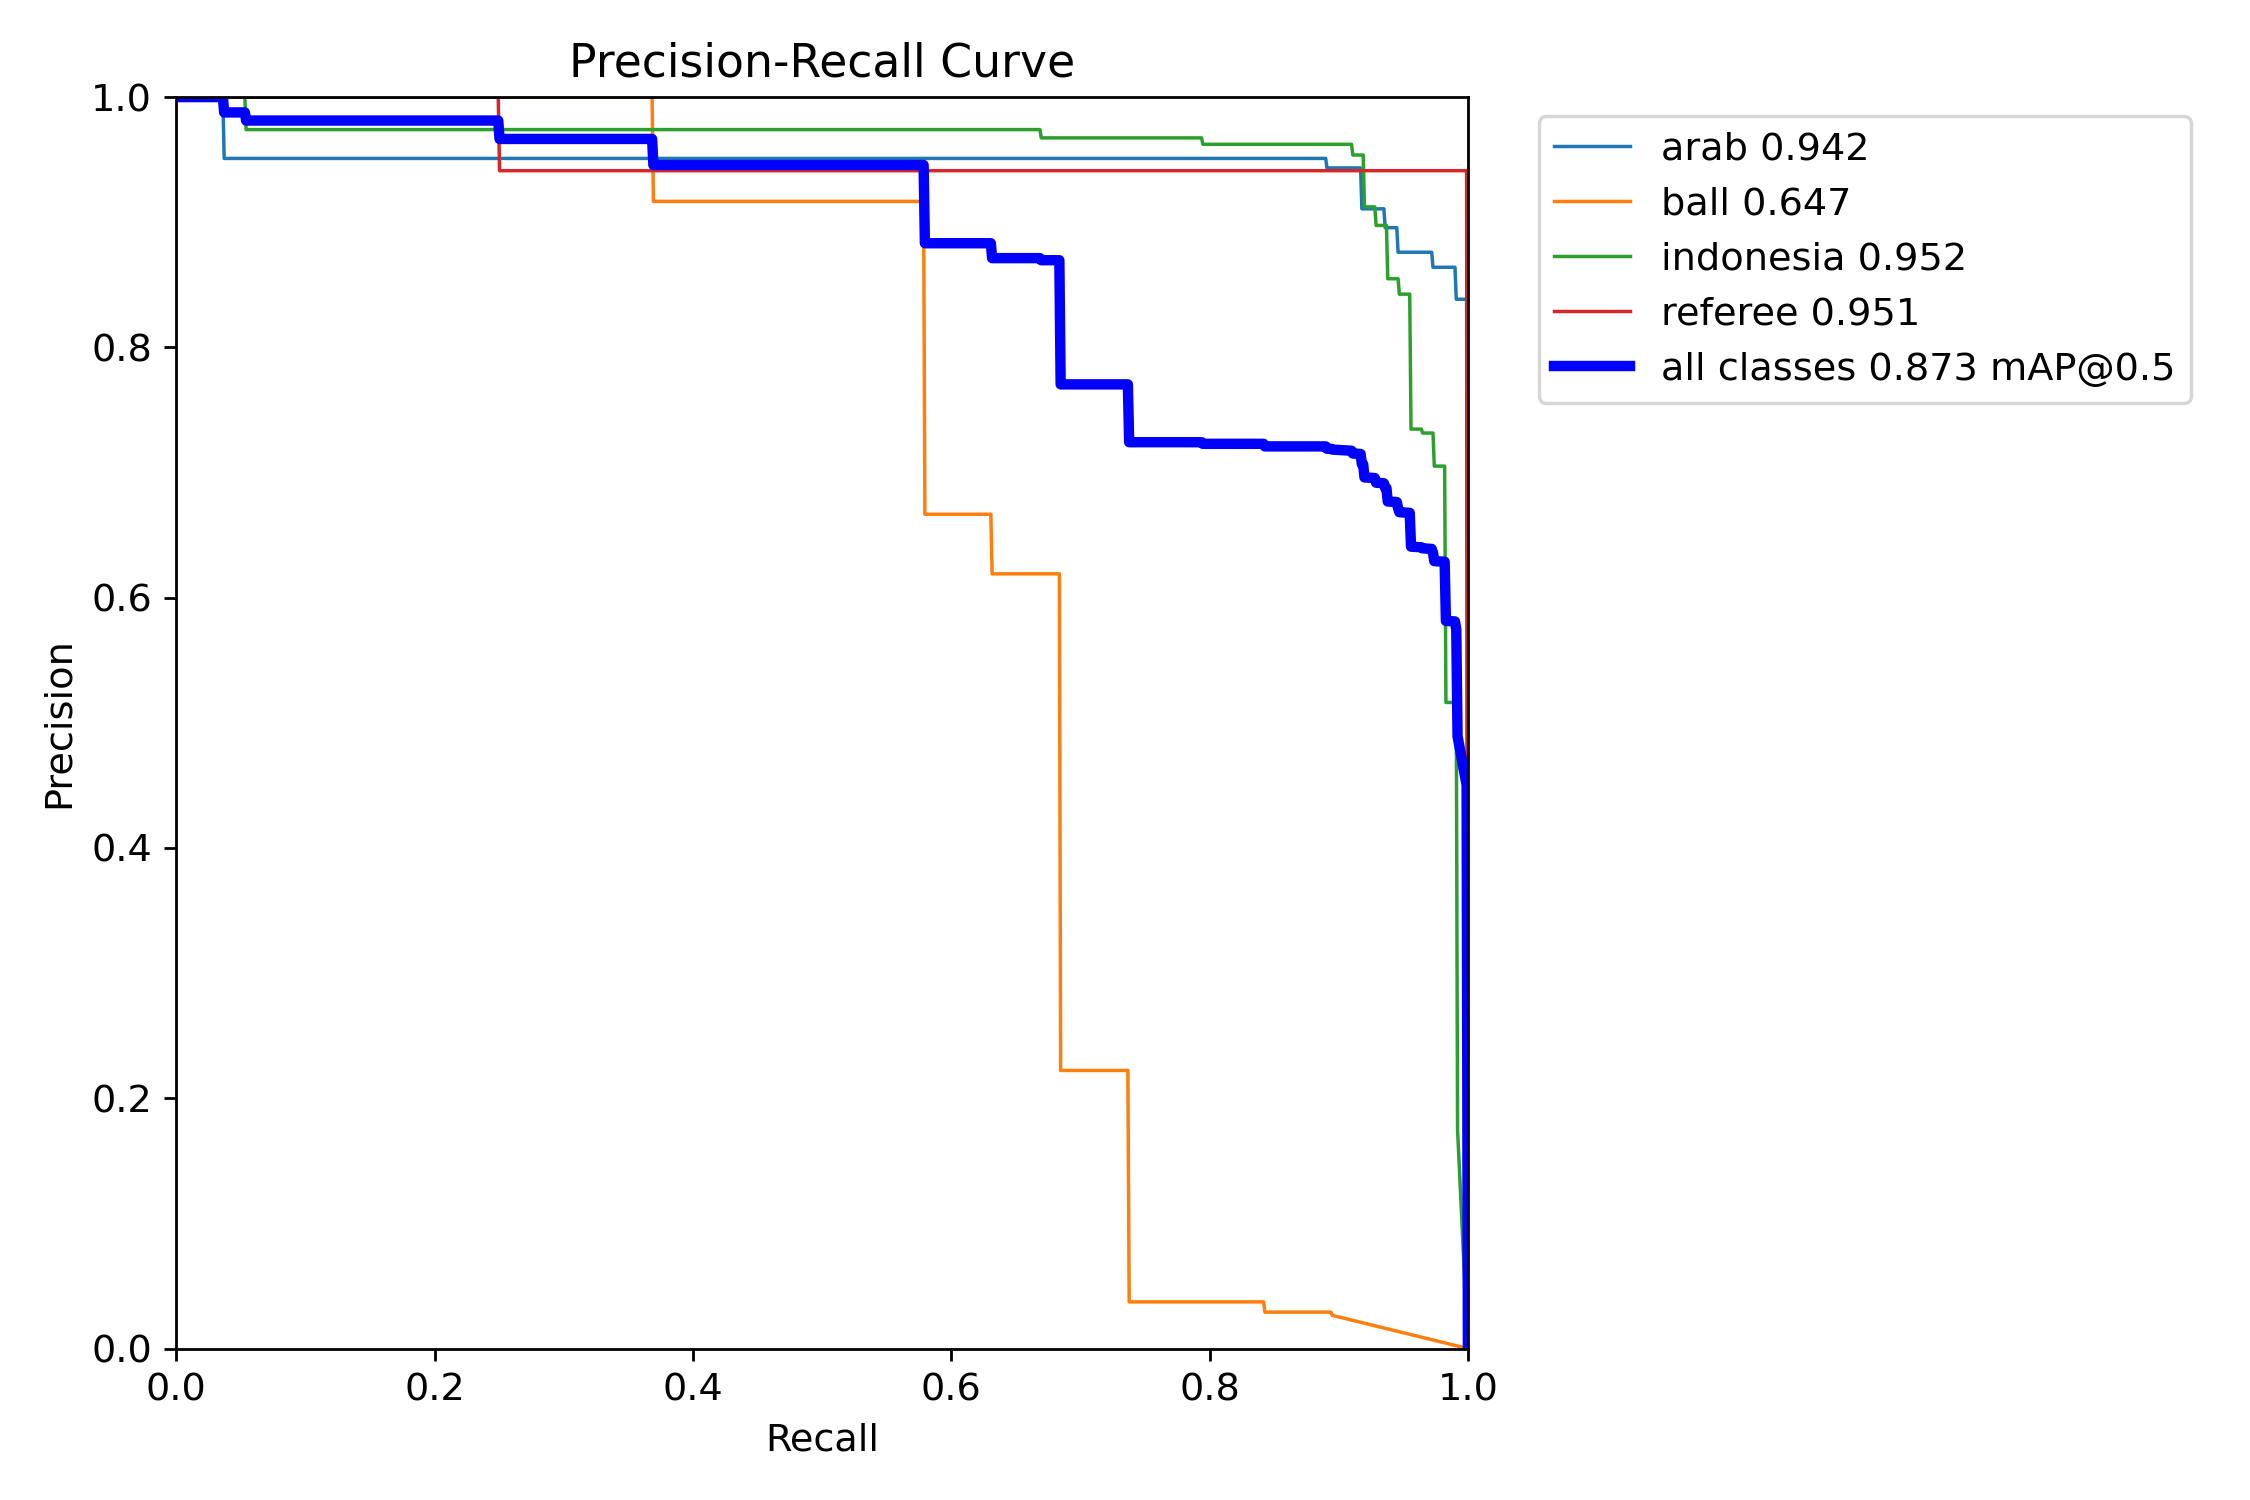 Precision-Recall Curve
1.0
0.8
0.6
0.4
0.2
0.0
Precision
0.0 0.2 0.4 0.6 0.8 1.0
Recall
arab 0.942
ball 0.647
indonesia 0.952
referee 0.951
all classes 0.873 mAP@0.5